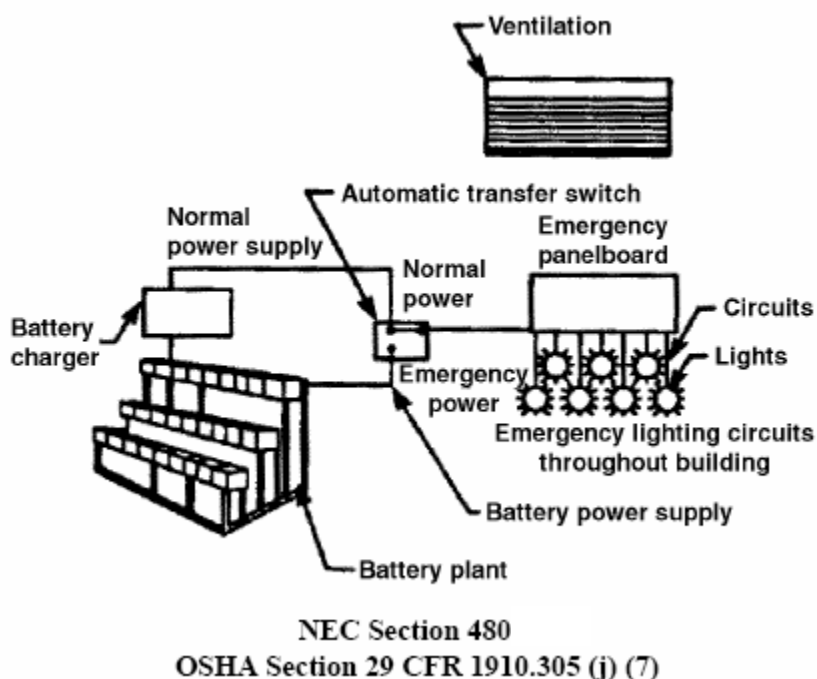 Ventilation
Automatic transfer switch
Normal
power supply
Emergency
panelboard
Normal
power
Circuits
Battery
charger
Lights
Emergency
power
Emergency lighting circuits
throughout building
Battery power supply
Battery plant
NEC Section 480
OSHA Section 29 CFR 1910.305 (j) (7)